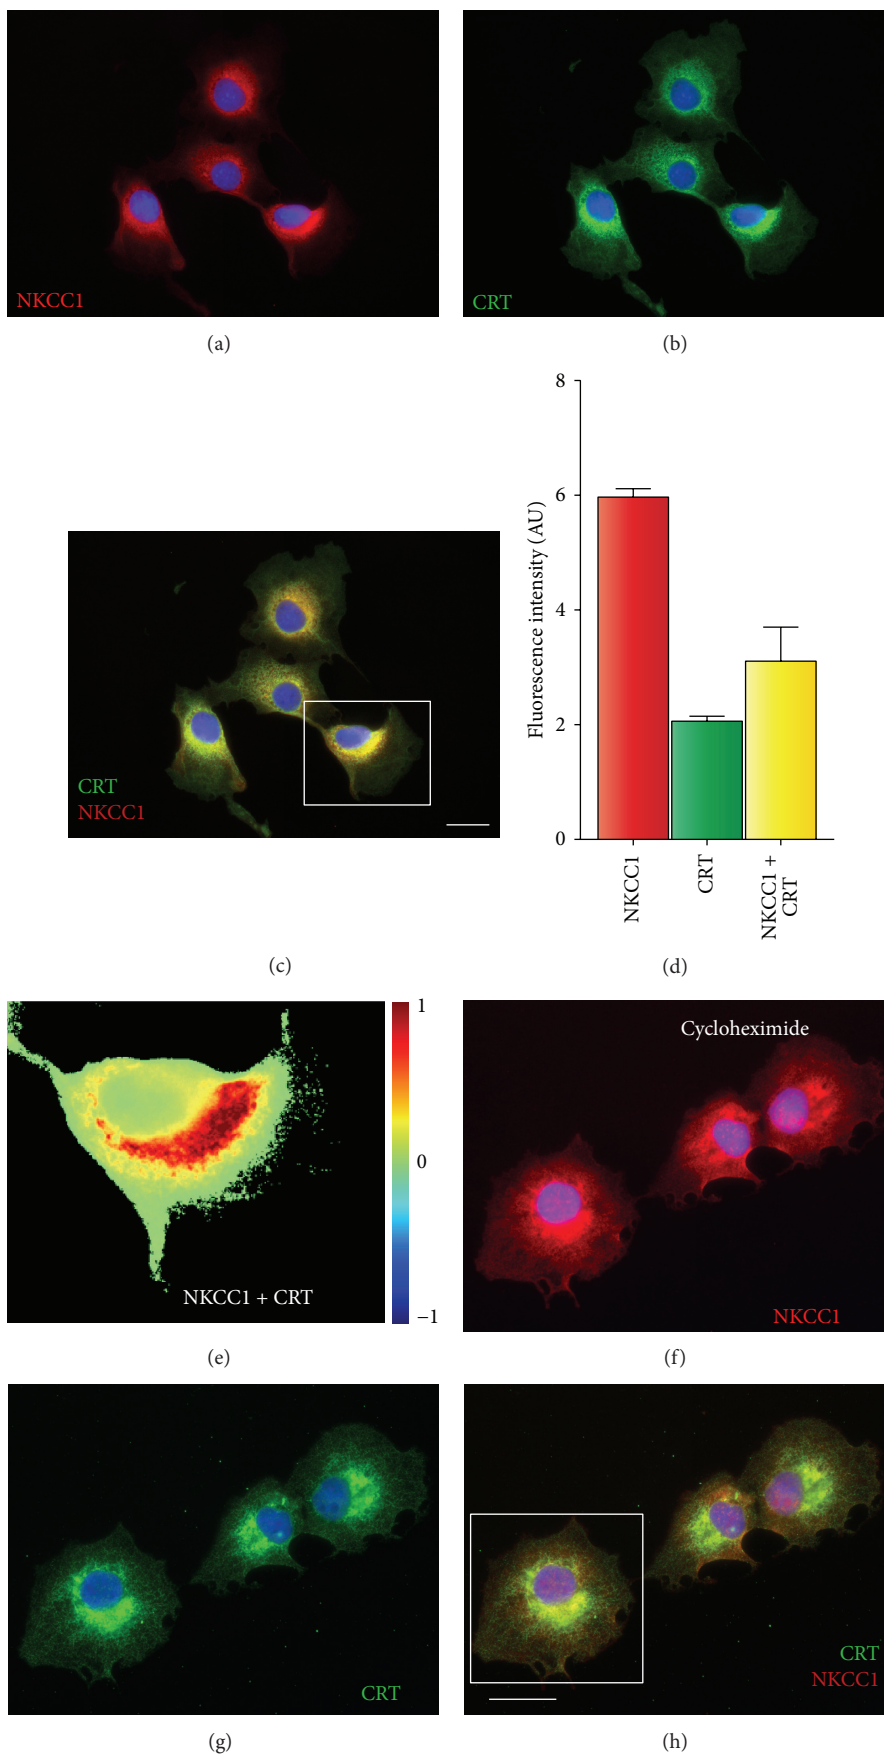 NKCC1
(a)
CRT
(b)
CRT
NKCC1
(c)
8
6
4
2
0
Fluorescence intensity (AU)
NKCC1
CRT
NKCC1 +
CRT
(d)
1
0
−1
NKCC1 + CRT
(e)
Cycloheximide
NKCC1
(f)
CRT
(g)
CRT
NKCC1
(h)